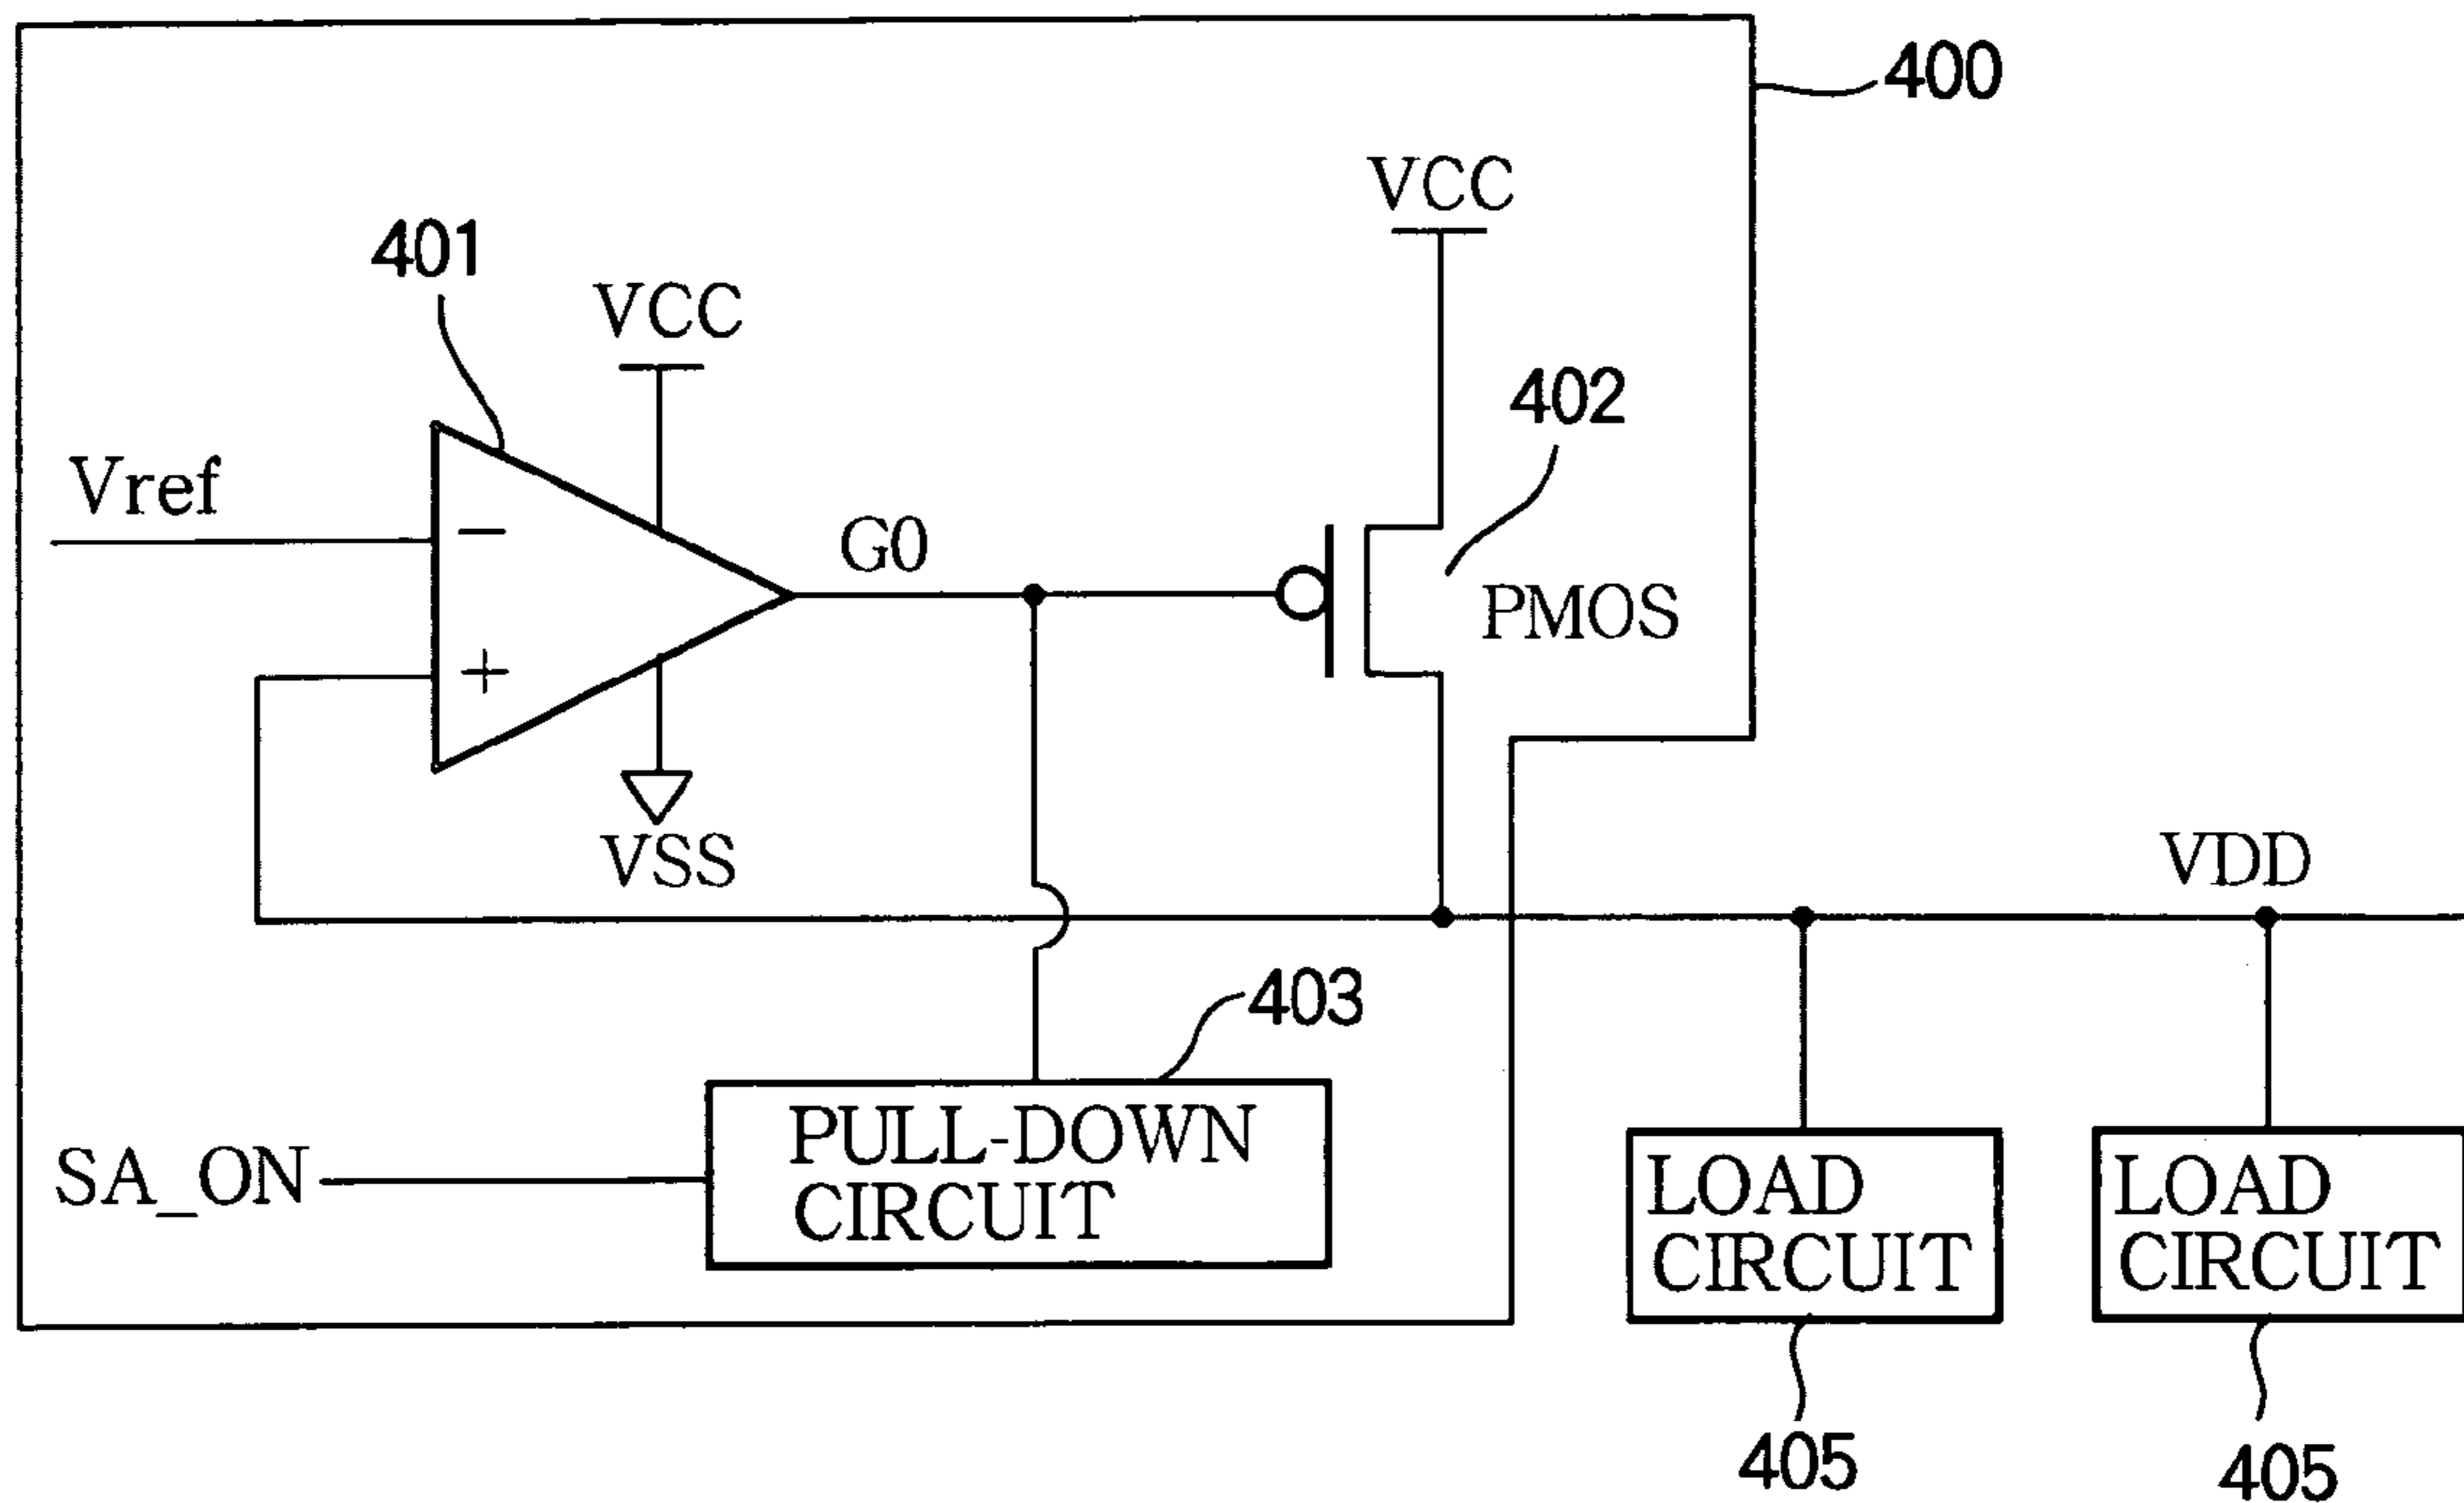 400
VCC
401
VCC
402
Vref
G0
−
PMOS
+
VSS
VDD
403
PULL-DOWN
CIRCUIT
SA_ON
LOAD
CIRCUIT
LOAD
CIRCUIT
405
405